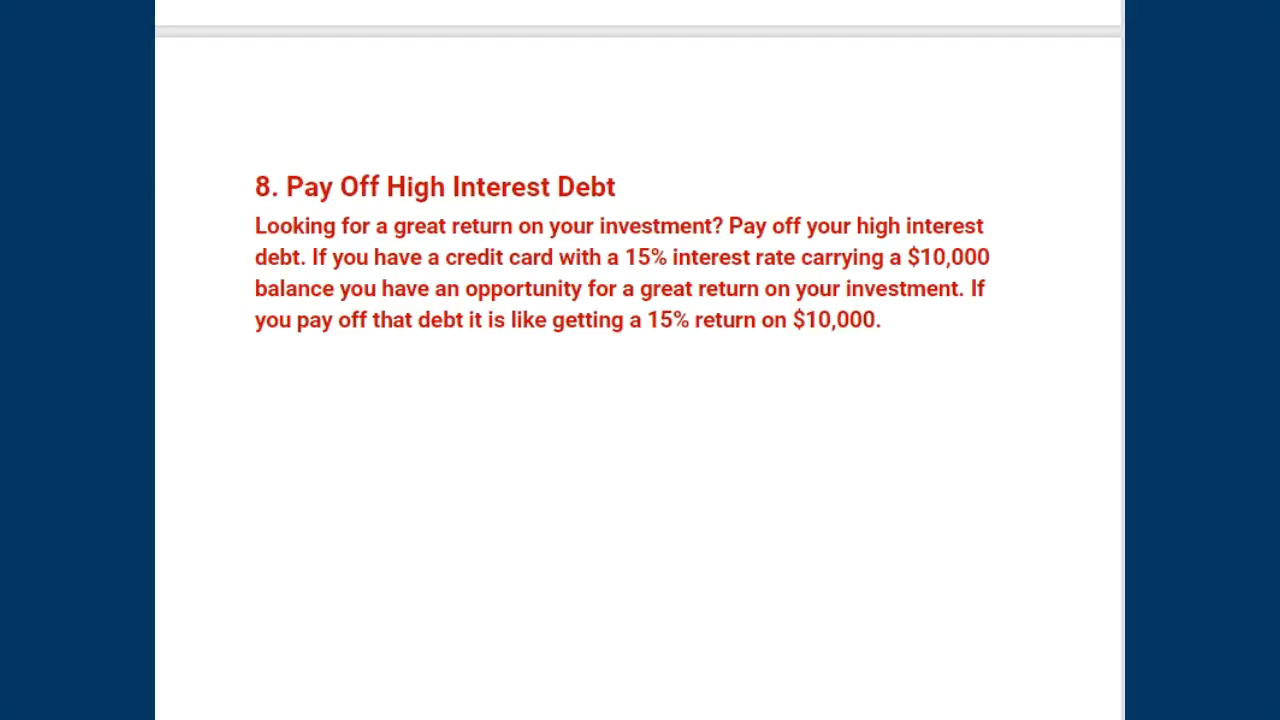 8. Pay Off High Interest Debt
Looking for a great return on your investment? Pay off your high interest
debt. If you have a credit card with a 15% interest rate carrying a $10,000
balance you have an opportunity for a great return on your investment. If
you pay off that debt it is like getting a 15% return on $10,000.